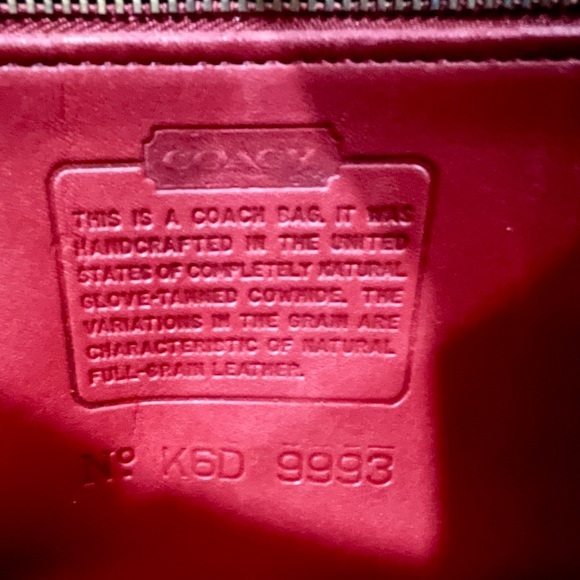 COACH
THIS IS A COACH BAG. IT WAS
HANDCRAFTED IN THE UNITED
STATES OF COMPLETELY NATURAL
GLOVE-TANNED COWHIDE. THE
VARIATIONS IN THE GRAIN ARE
CHARACTERISTIC OF NATURAL
FULL-GRAIN LEATHER.
Nº K6D 9993